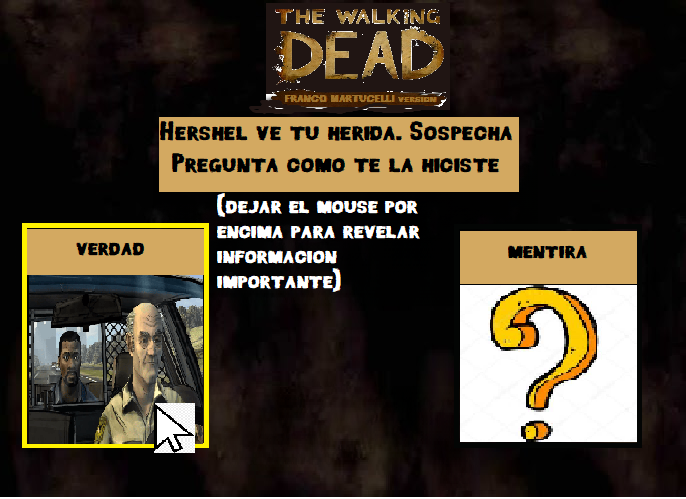 THE WALKING
DEAD
FRANCO MARTUCELLI VERSION
HERSHEL VE TU HERIDA. SOSPECHA
PREGUNTA COMO TE LA HICISTE
(DEJAR EL MOUSE POR
ENCIMA PARA REVELAR
INFORMACION
IMPORTANTE)
VERDAD
MENTIRA
?